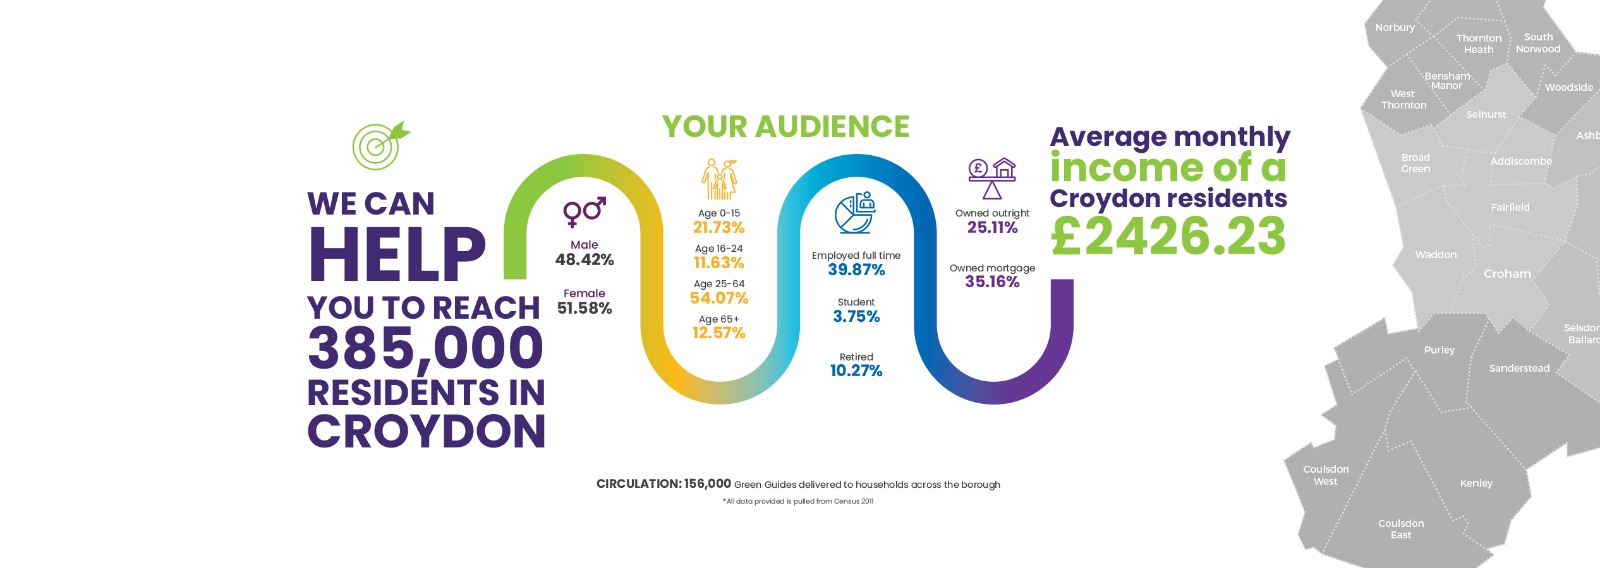 WE CAN
HELP
YOU TO REACH
385,000
RESIDENTS IN
CROYDON
YOUR AUDIENCE
Male
48.42%
Female
51.58%
Age 0-15
21.73%
Age 16-24
11.63%
Age 25-64
54.07%
Age 65+
12.57%
Employed full time
39.87%
Student
3.75%
Retired
10.27%
£
Owned outright
25.11%
Owned mortgage
35.16%
Average monthly
income of a
Croydon residents
£2426.23
CIRCULATION: 156,000 Green Guides delivered to households across the borough
*All data provided is pulled from Census 2011
Norbury
Thornton
Heath
South
Norwood
Bensham
Manor
West
Thornton
Woodside
Selhurst
Ashb
Broad
Green
Addiscombe
Fairfield
Waddon
Croham
Selsdon
Ballard
Purley
Sanderstead
Coulsdon
West
Kenley
Coulsdon
East